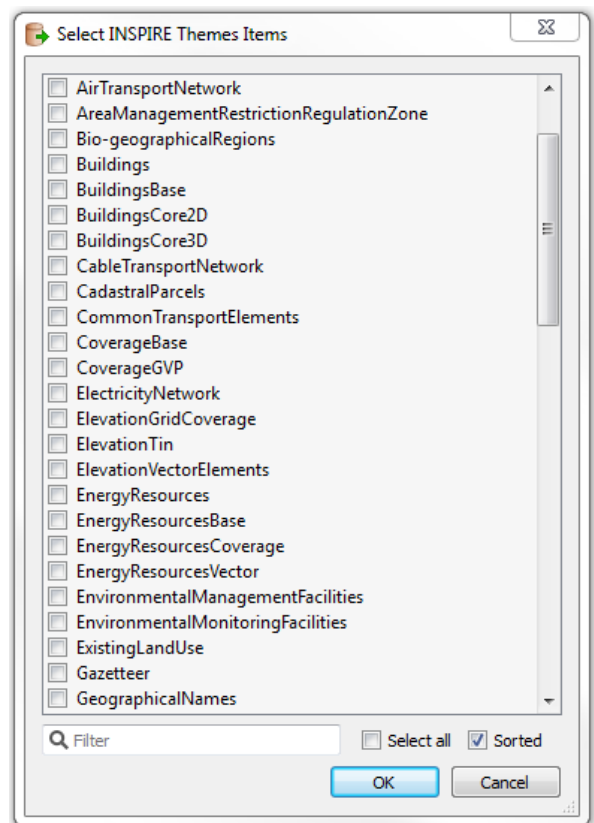 Select INSPIRE Themes Items
AirTransportNetwork
AreaManagementRestrictionRegulationZone
Bio-geographicalRegions
Buildings
BuildingsBase
BuildingsCore2D
BuildingsCore3D
CableTransportNetwork
CadastralParcels
CommonTransportElements
CoverageBase
CoverageGVP
ElectricityNetwork
ElevationGridCoverage
ElevationTin
ElevationVectorElements
EnergyResources
EnergyResourcesBase
EnergyResourcesCoverage
EnergyResourcesVector
EnvironmentalManagementFacilities
EnvironmentalMonitoringFacilities
ExistingLandUse
Gazetteer
GeographicalNames
Filter Select all Sorted
OK Cancel